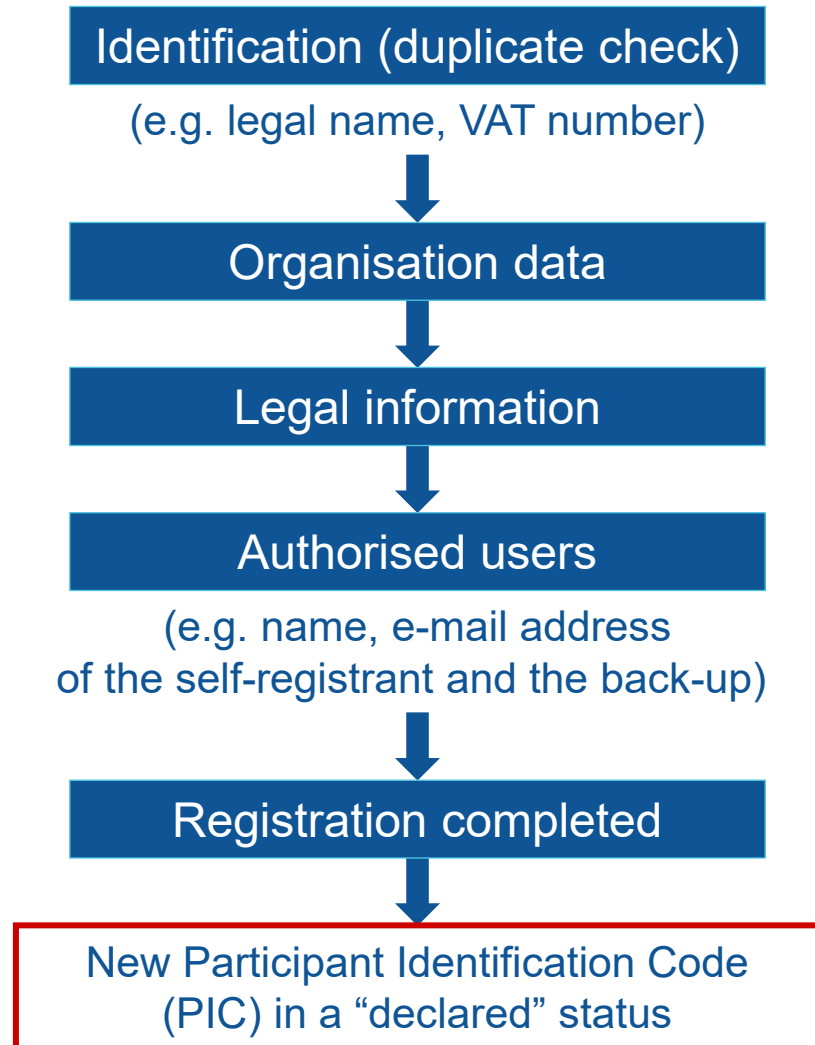 Identification (duplicate check)
(e.g. legal name, VAT number)
Organisation data
Legal information
Authorised users
(e.g. name, e-mail address
of the self-registrant and the back-up)
Registration completed
New Participant Identification Code
(PIC) in a “declared” status